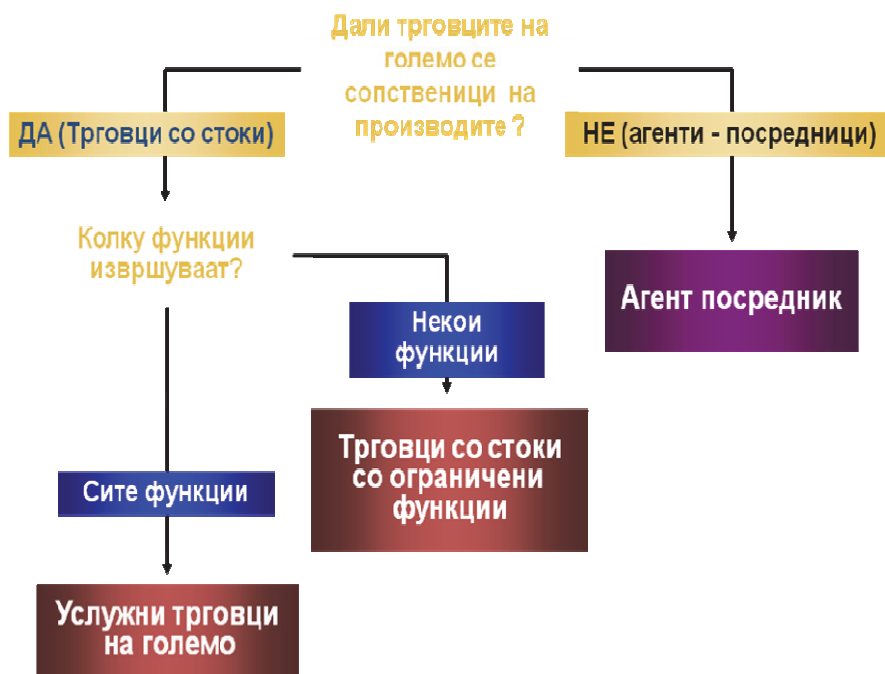 Дали трговците на
големо се
сопственици на
производите ?
ДА (Трговци со стоки)
НЕ (агенти - посредници)
Колку функции
извршуваат?
Агент посредник
Некои
функции
Трговци со стоки
со ограничени
функции
Сите функции
Услужни трговци
на големо